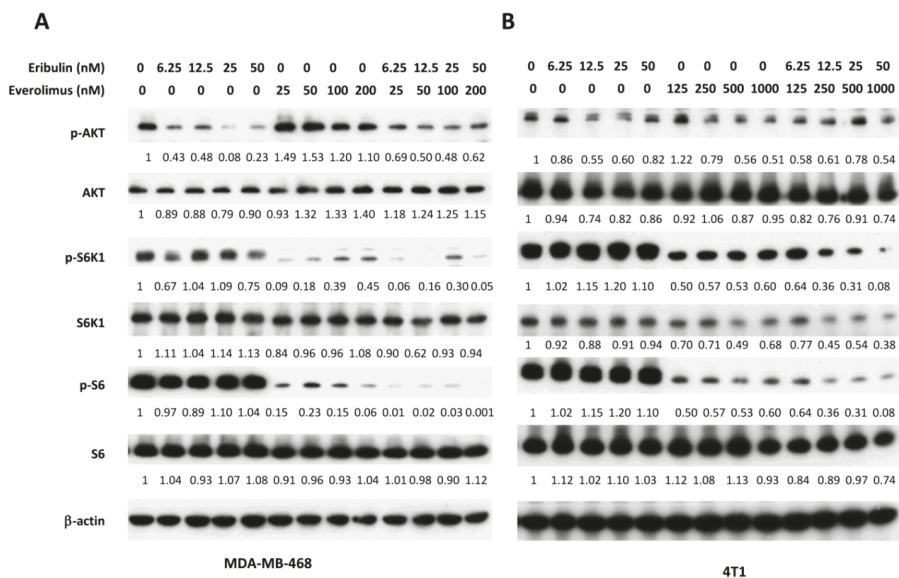 A
B
Eribulin (nM) 0 6.25 12.5 25 50 0 0 0 0 6.25 12.5 25 50
0 6.25 12.5 25 50 0 0 0 0 6.25 12.5 25 50
Everolimus (nM) 0 0 0 0 0 25 50 100 200 25 50 100 200
0 0 0 0 0 125 250 500 1000 125 250 500 1000
p-AKT
1 0.43 0.48 0.08 0.23 1.49 1.53 1.20 1.10 0.69 0.50 0.48 0.62
1 0.86 0.55 0.60 0.82 1.22 0.79 .56 0.51 0.58 0.61 0.78 0.54
AKT
1 0.89 0.88 0.79 0.90 0.93 1.32 1.33 1.40 1.18 1.24 1.25 1.15
1 0.94 0.74 0.82 0.86 0.92 1.06 0.87 0.95 0.82 0.76 0.91 0.74
p-S6K1
1 0.67 1.04 1.09 0.75 0.09 0.18 0.39 0.45 0.06 0.16 0.30 0.05
1 1.02 1.15 1.20 1.10 0.50 0.57 0.53 0.60 0.64 0.36 0.31 0.08
S6K1
1 1.11 1.04 1.14 1.13 0.84 0.96 0.96 1.08 0.90 0.62 0.93 0.94
1 0.92 0.88 0.91 0.94 0.70 0.71 0.49 0.68 0.77 0.45 0.54 0.38
p-S6
1 0.97 0.89 1.10 1.04 0.15 0.23 0.15 0.06 0.01 0.02 0.03 0.001
1 1.02 1.15 1.20 1.10 0.50 0.57 0.53 0.60 0.64 0.36 0.31 0.08
S6
1 1.04 0.93 1.07 1.08 0.91 0.96 0.93 1.04 1.01 0.98 0.90 1.12
1 1.12 1.02 1.10 1.03 1.12 1.08 1.13 0.93 0.84 0.89 0.97 0.74
β-actin
MDA-MB-468
4T1